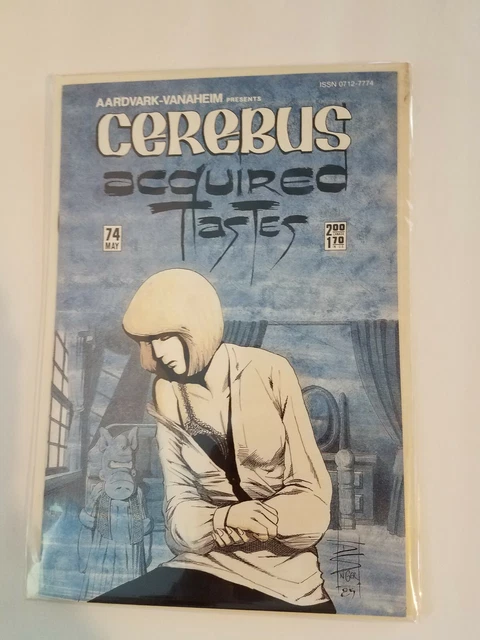 ISSN 0712-7774
AARDVARK-VANAHEIM PRESENTS
CEREBUS
acquired
Tastes
74
MAY
2.00
1.70